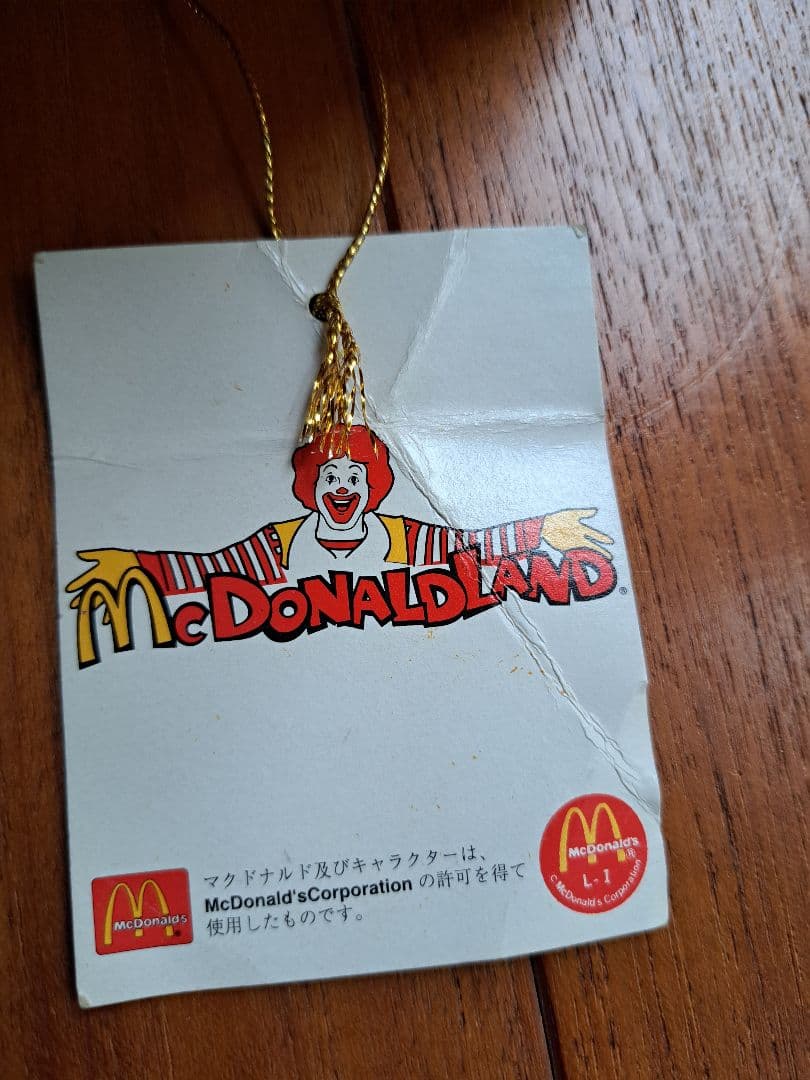 McDONALDLAND®
マクドナルド及びキャラクターは、
McDonald'sCorporation の許可を得て
使用したものです。
McDonald's
McDonald's
®
L-1
© McDonald's Corporation